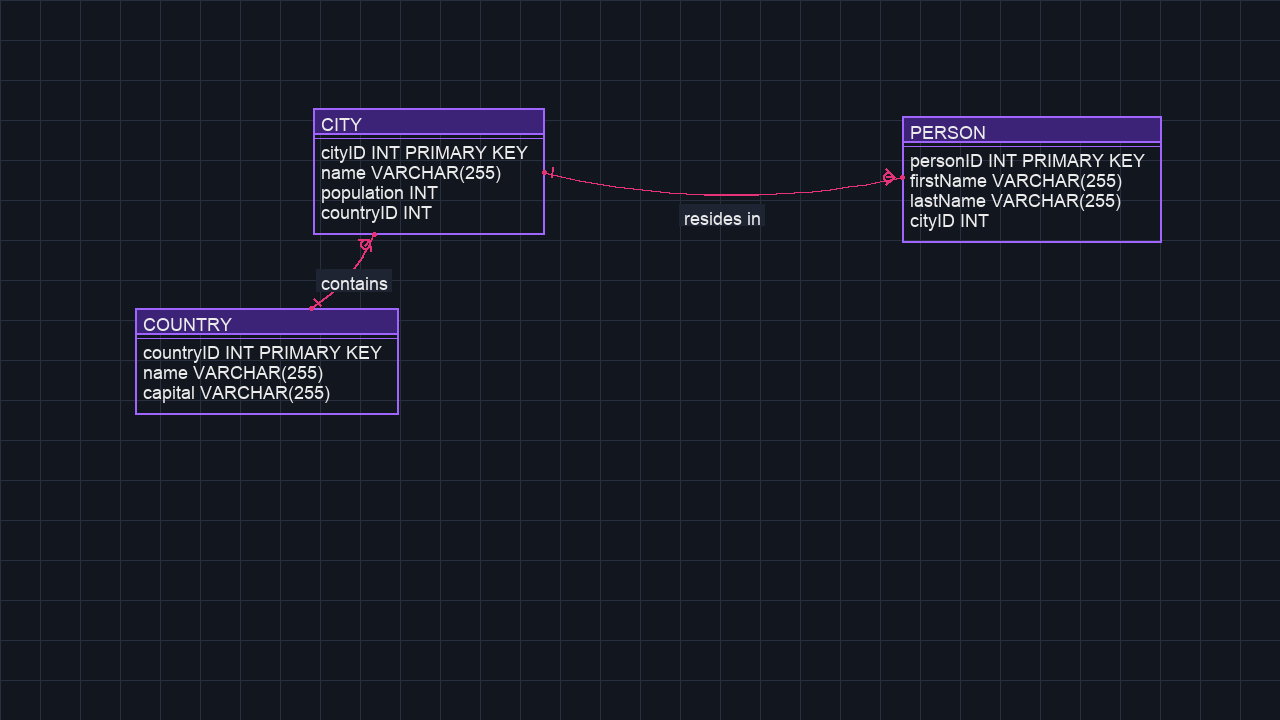 CITY
cityID INT PRIMARY KEY
name VARCHAR(255)
population INT
countryID INT
PERSON
personID INT PRIMARY KEY
firstName VARCHAR(255)
lastName VARCHAR(255)
cityID INT
resides in
contains
COUNTRY
countryID INT PRIMARY KEY
name VARCHAR(255)
capital VARCHAR(255)